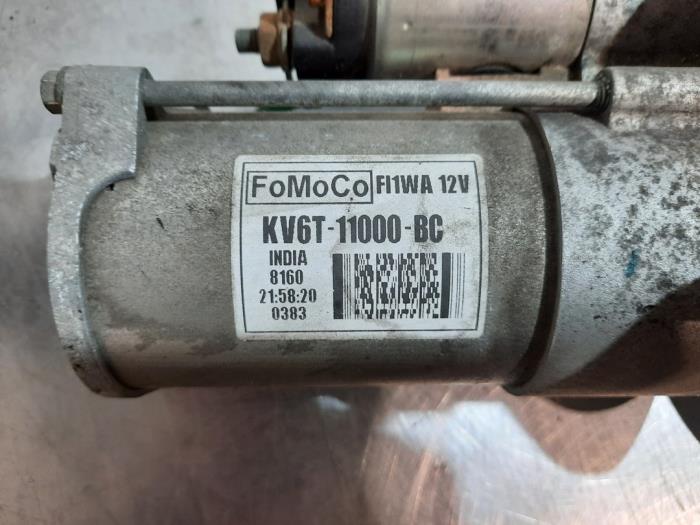 FoMoCo FI1WA 12V
KV6T-11000-BC
INDIA
8160
21:58:20
0383